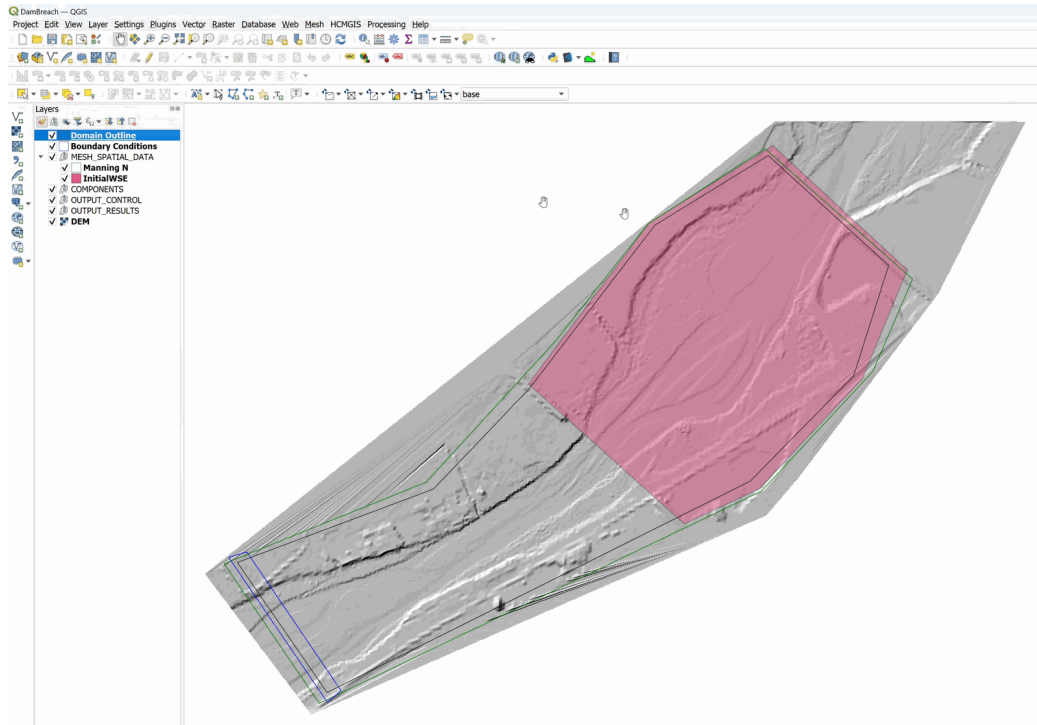 DamBreach — QGIS
Project Edit View Layer Settings Plugins Vector Raster Database Web Mesh HCMGIS Processing Help
base
Layers
Domain Outline
Boundary Conditions
MESH_SPATIAL_DATA
Manning N
InitialWSE
COMPONENTS
OUTPUT_CONTROL
OUTPUT_RESULTS
DEM